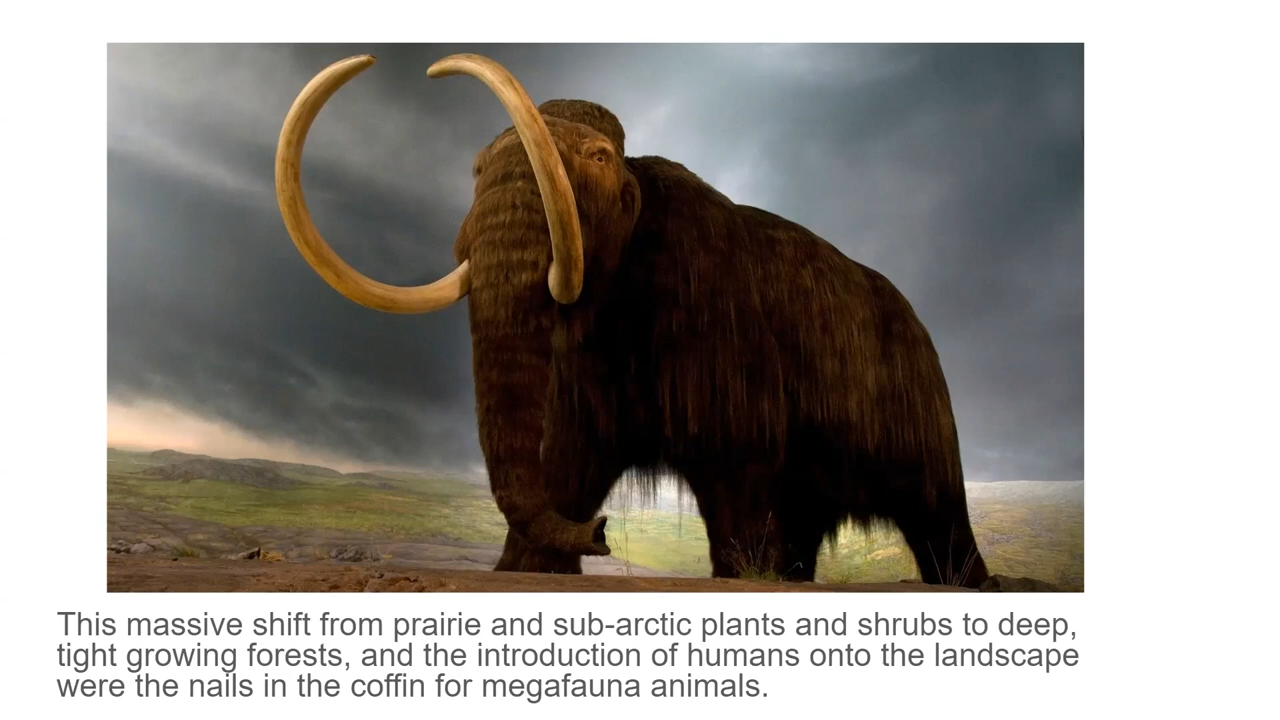 This massive shift from prairie and sub-arctic plants and shrubs to deep,
tight growing forests, and the introduction of humans onto the landscape
were the nails in the coffin for megafauna animals.